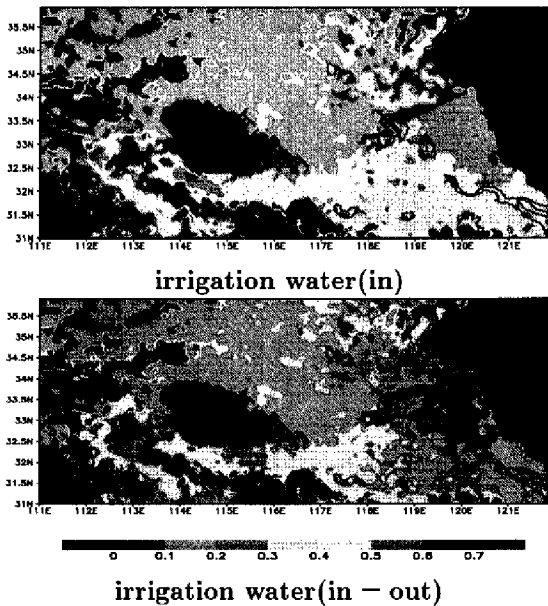 35.5N
35N
34.5N
34N
33.5N
33N
32.5N
32N
31.5N
31N
111E 112E 113E 114E 115E 116E 117E 118E 119E 120E 121E
irrigation water(in)
35.5N
35N
34.5N
34N
33.5N
33N
32.5N
32N
31.5N
31N
111E 112E 113E 114E 115E 116E 117E 118E 119E 120E 121E
0 0.1 0.2 0.3 0.4 0.5 0.6 0.7
irrigation water(in − out)